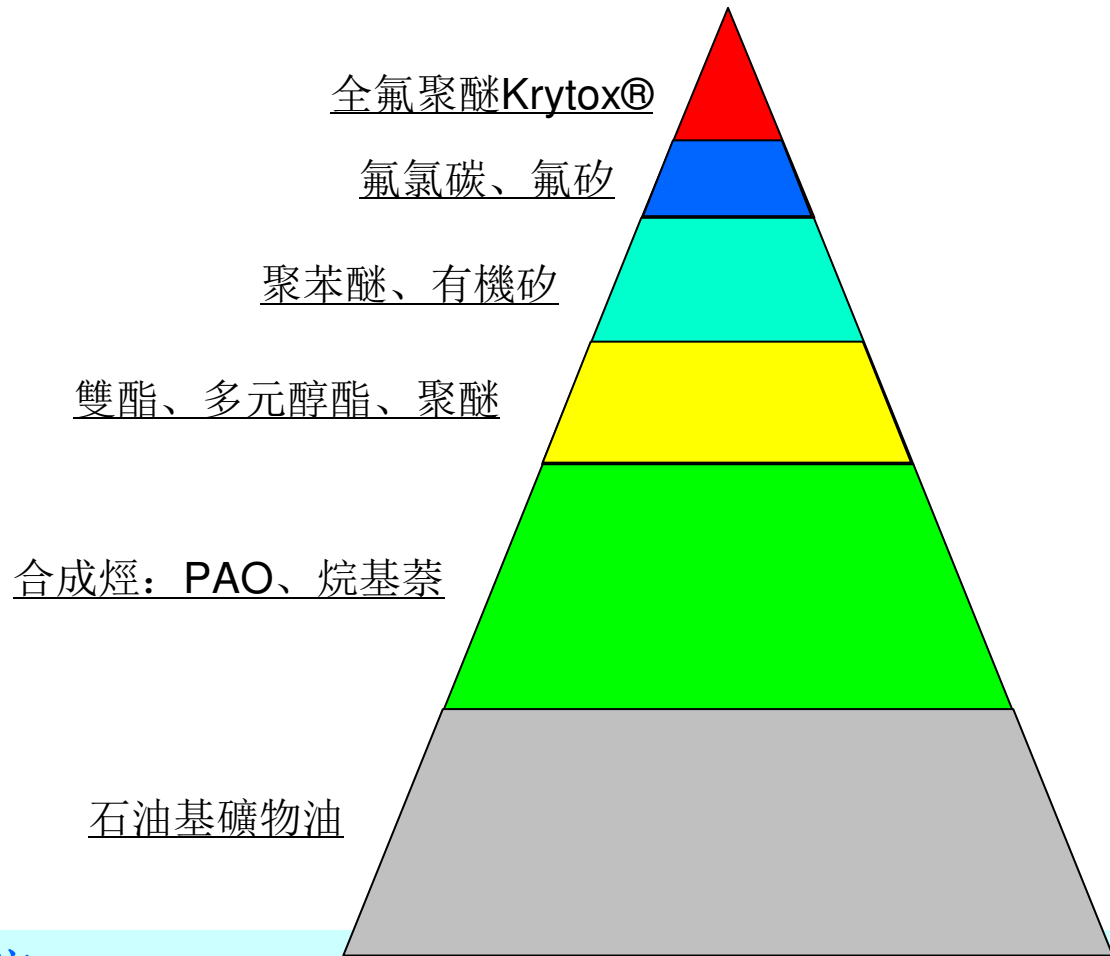 全氟聚醚Krytox®
氟氯碳、氟矽
聚苯醚、有機矽
雙酯、多元醇酯、聚醚
合成烴：PAO、烷基萘
石油基礦物油